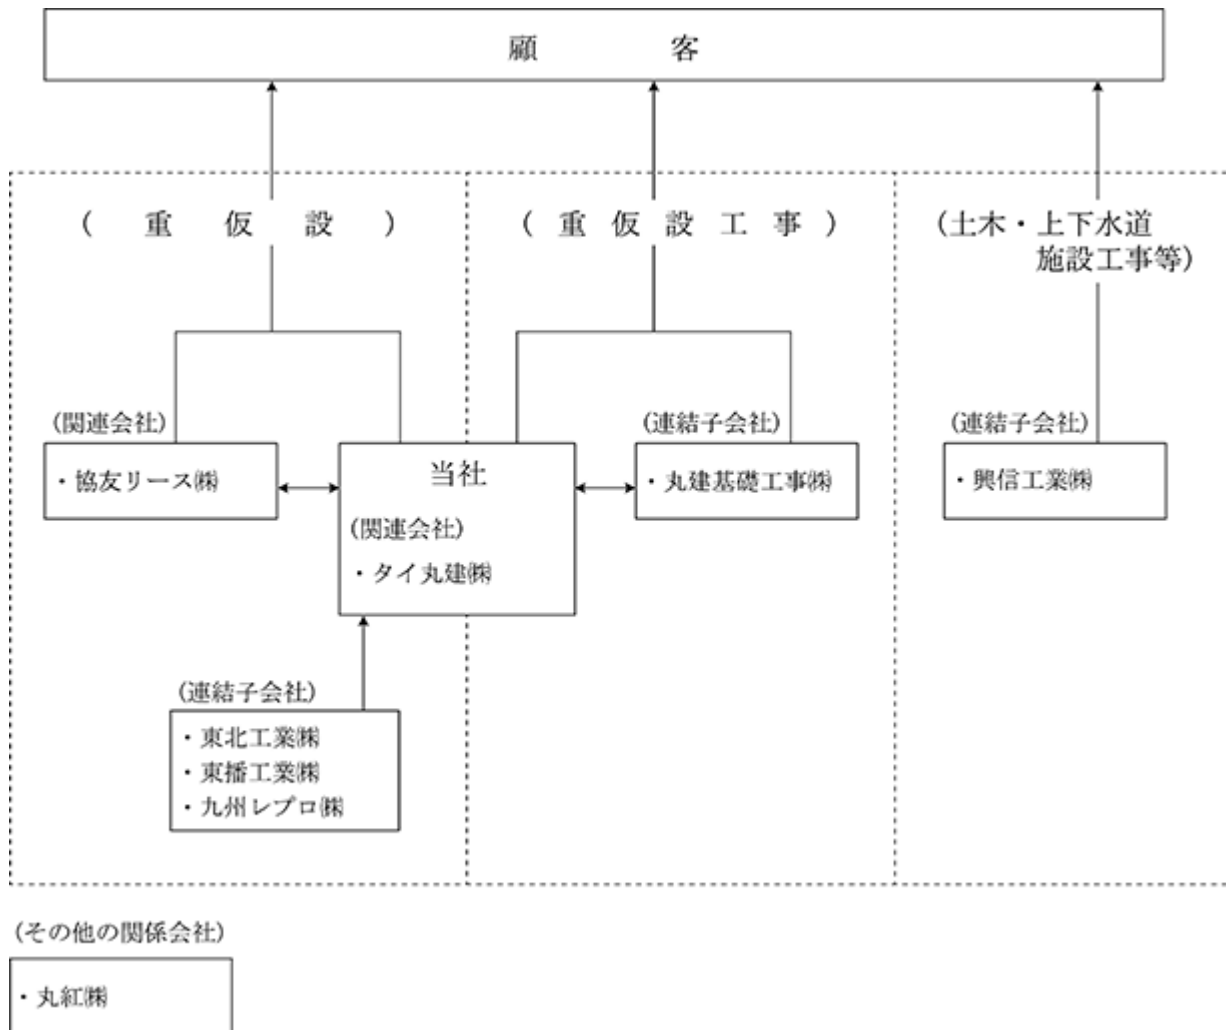 顧客
(重仮設)
(重仮設工事)
(土木・上下水道
施設工事等)
(関連会社)
・協友リース㈱
当社
(関連会社)
・タイ丸建㈱
(連結子会社)
・丸建基礎工事㈱
(連結子会社)
・興信工業㈱
(連結子会社)
・東北工業㈱
・東播工業㈱
・九州レプロ㈱
(その他の関係会社)
・丸紅㈱